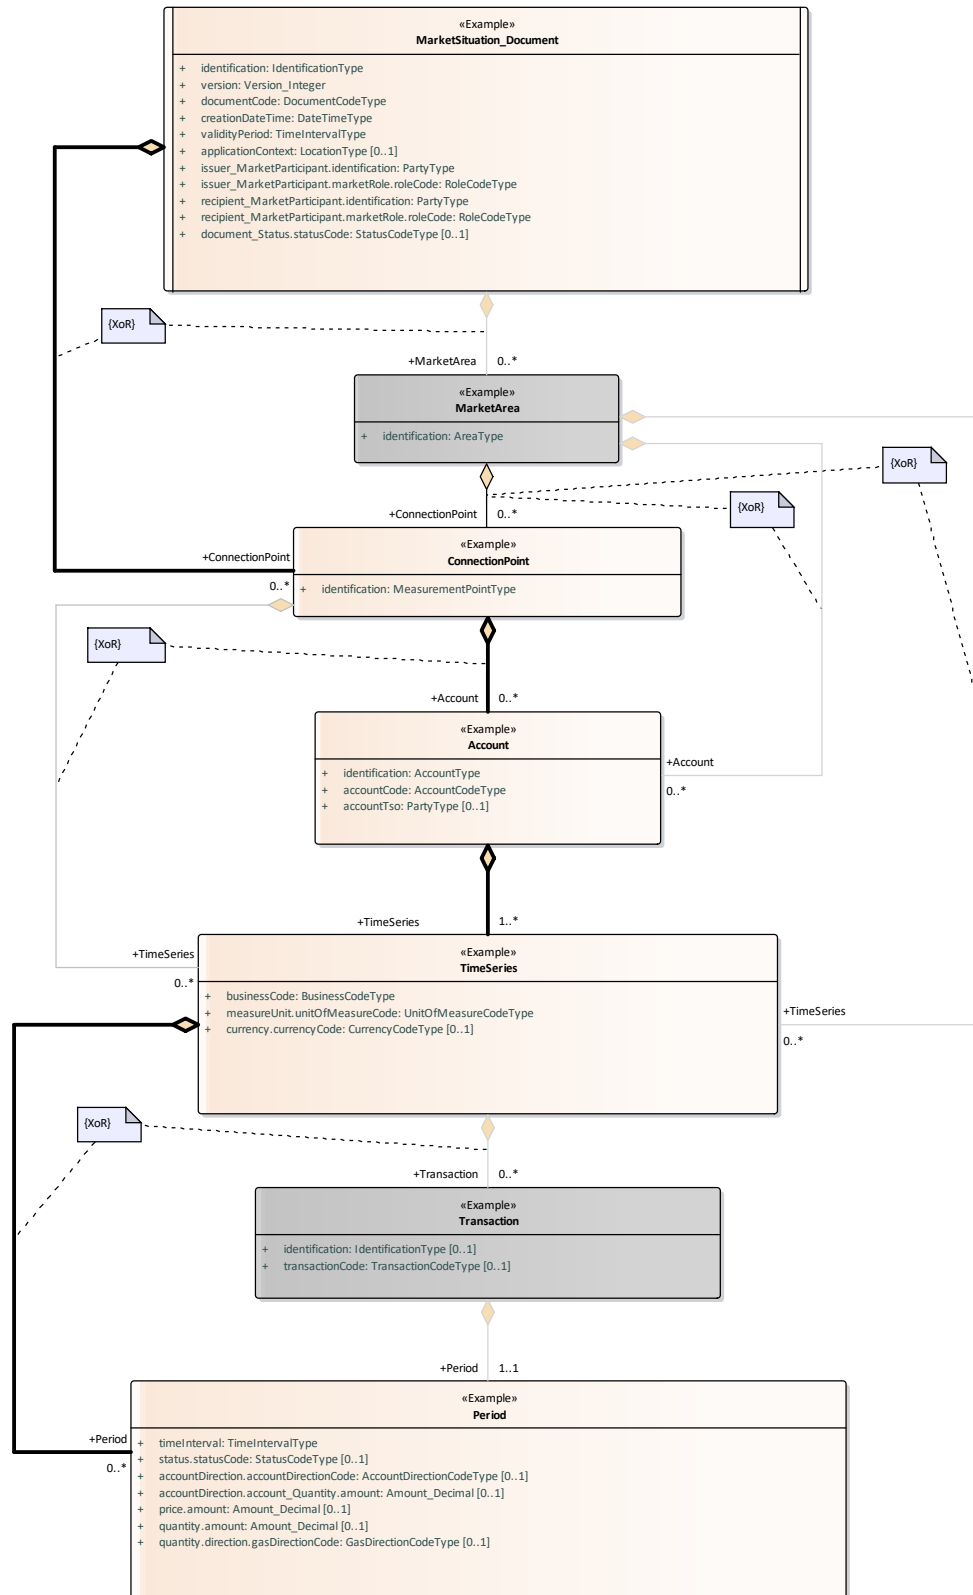 «Example»
MarketSituation_Document
+ identification: IdentificationType
+ version: Version_Integer
+ documentCode: DocumentCodeType
+ creationDateTime: DateTimeType
+ validityPeriod: TimeIntervalType
+ applicationContext: LocationType [0..1]
+ issuer_MarketParticipant.identification: PartyType
+ issuer_MarketParticipant.marketRole.roleCode: RoleCodeType
+ recipient_MarketParticipant.identification: PartyType
+ recipient_MarketParticipant.marketRole.roleCode: RoleCodeType
+ document_Status.statusCode: StatusCodeType [0..1]
{XoR}
+MarketArea 0..*
«Example»
MarketArea
+ identification: AreaType
{XoR}
{XoR}
+ConnectionPoint 0..*
«Example»
+ConnectionPoint
ConnectionPoint
0..*
+ identification: MeasurementPointType
{XoR}
+Account 0..*
«Example»
Account
+Account
+ identification: AccountType
+ accountCode: AccountCodeType
0..*
+ accountTso: PartyType [0..1]
+TimeSeries 1..*
+TimeSeries
«Example»
TimeSeries
0..*
+ businessCode: BusinessCodeType
+ measureUnit.unitOfMeasureCode: UnitOfMeasureCodeType
+TimeSeries
+ currency.currencyCode: CurrencyCodeType [0..1]
0..*
{XoR}
+Transaction 0..*
«Example»
Transaction
+ identification: IdentificationType [0..1]
+ transactionCode: TransactionCodeType [0..1]
+Period 1..1
«Example»
Period
+Period
+ timeInterval: TimeIntervalType
+ status.statusCode: StatusCodeType [0..1]
0..*
+ accountDirection.accountDirectionCode: AccountDirectionCodeType [0..1]
+ accountDirection.account_Quantity.amount: Amount_Decimal [0..1]
+ price.amount: Amount_Decimal [0..1]
+ quantity.amount: Amount_Decimal [0..1]
+ quantity.direction.gasDirectionCode: GasDirectionCodeType [0..1]